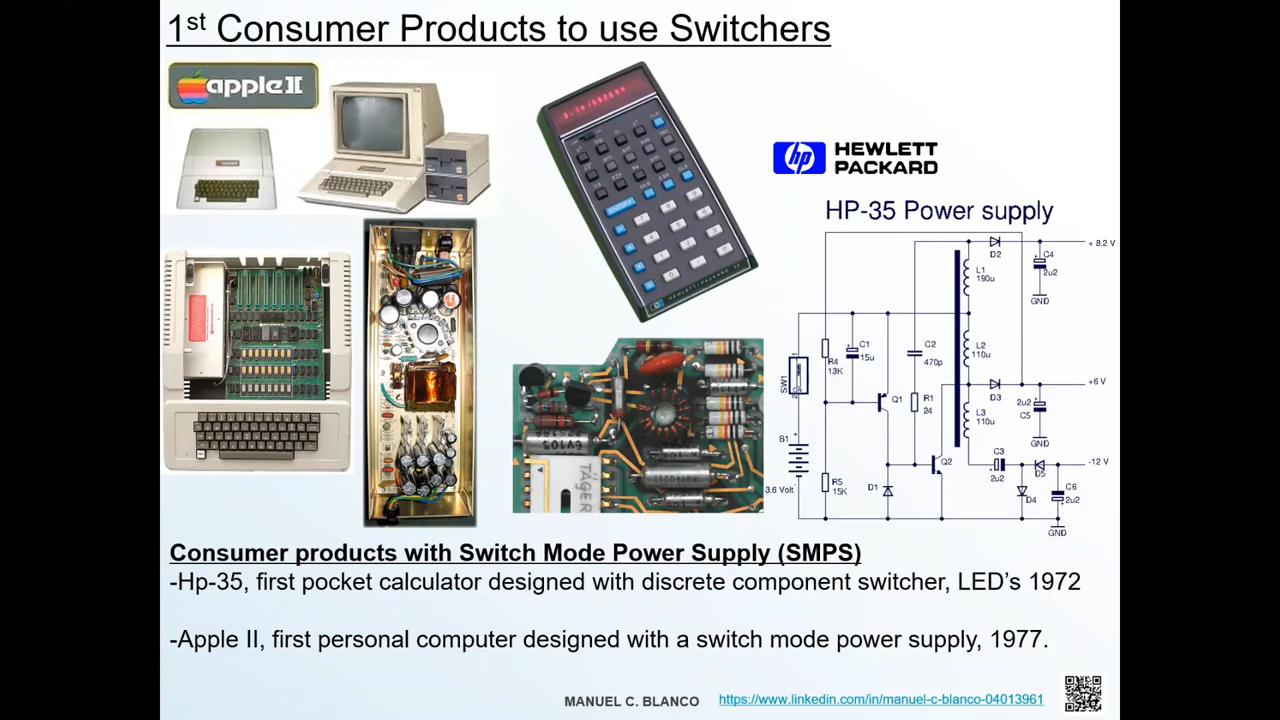 1st Consumer Products to use Switchers
apple II
HEWLETT
PACKARD
hp
HP-35 Power supply
+ 8.2 V
D2
C4
2u2
GND
L1
190u
C1
15u
C2
470p
L2
110u
R4
13K
SW1
+6 V
D3
2u2
C5
GND
Q1
R1
24
L3
110u
B1
3.6 Volt
Q2
C3
2u2
D5
-12 V
R5
15K
D1
D4
C6
2u2
GND
HEWLETT·PACKARD 35
TAGER
Consumer products with Switch Mode Power Supply (SMPS)
-Hp-35, first pocket calculator designed with discrete component switcher, LED’s 1972
-Apple II, first personal computer designed with a switch mode power supply, 1977.
MANUEL C. BLANCO
https://www.linkedin.com/in/manuel-c-blanco-04013961